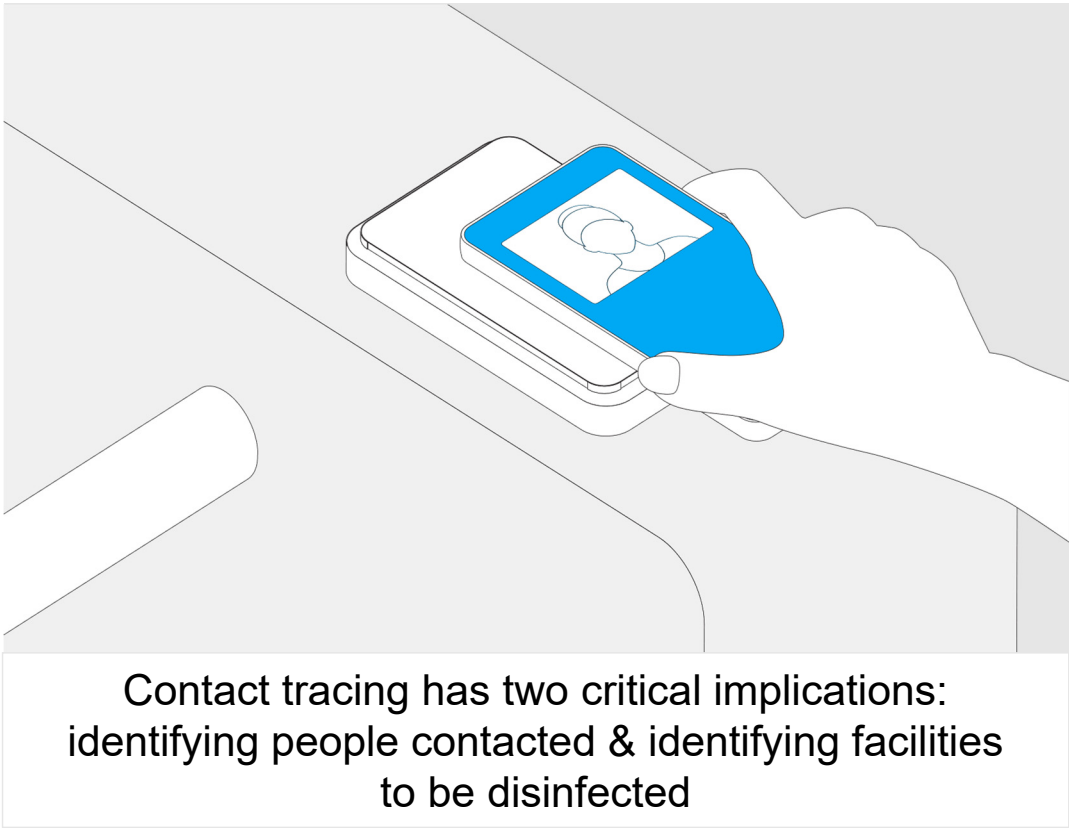 Contact tracing has two critical implications:
identifying people contacted & identifying facilities
to be disinfected